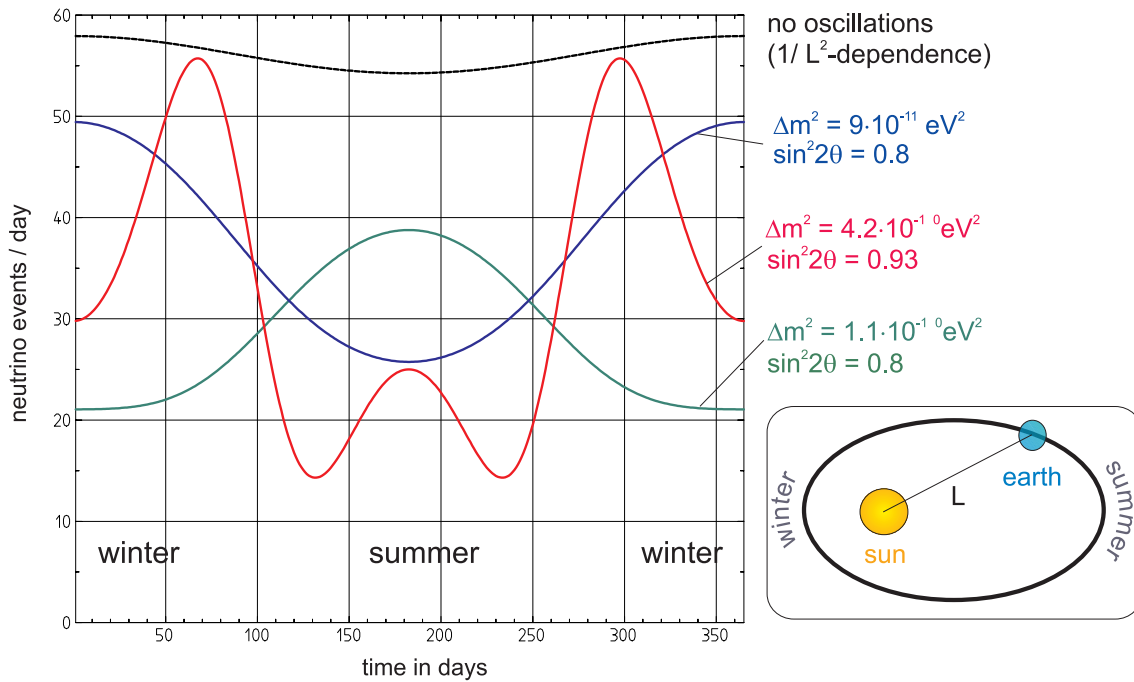 60
50
40
30
20
10
0
neutrino events / day
50
100
150
200
250
300
350
time in days
winter
summer
winter
no oscillations
(1/ L²-dependence)
Δm² = 9·10⁻¹¹ eV²
sin²2θ = 0.8
Δm² = 4.2·10⁻¹ ⁰eV²
sin²2θ = 0.93
Δm² = 1.1·10⁻¹ ⁰eV²
sin²2θ = 0.8
winter
sun
L
earth
summer